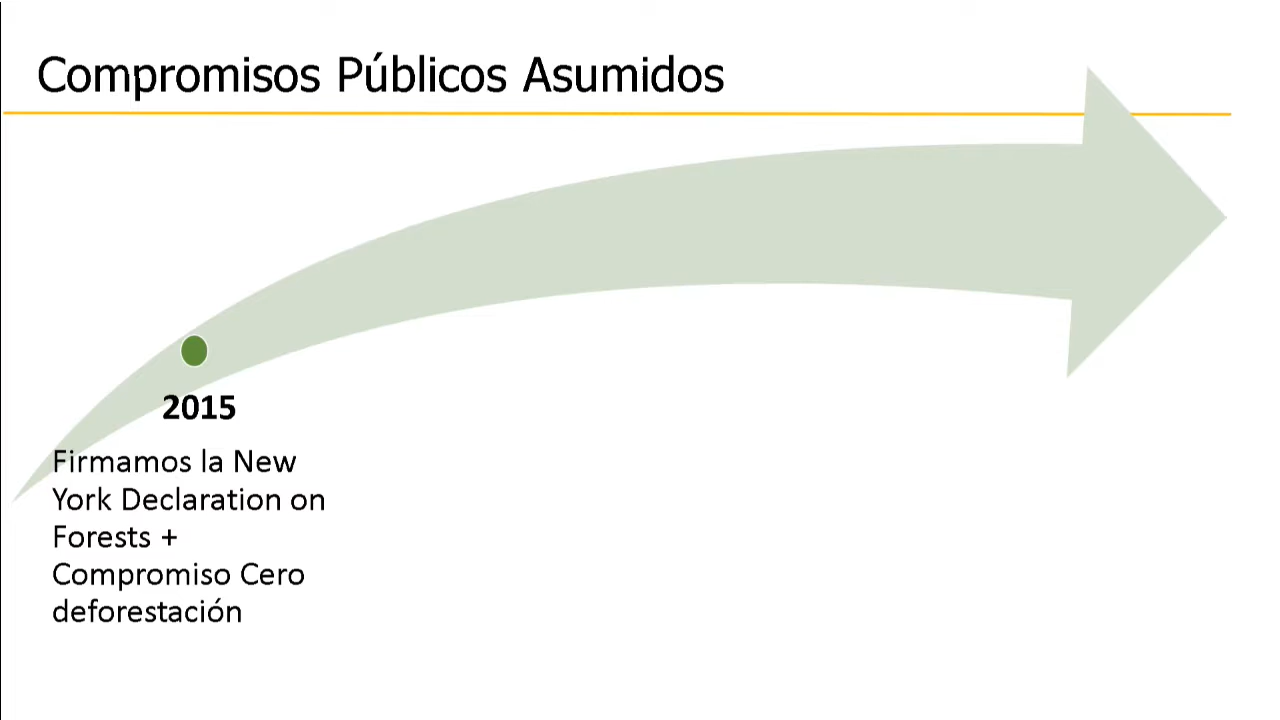 Compromisos Públicos Asumidos
2015
Firmamos la New
York Declaration on
Forests +
Compromiso Cero
deforestación